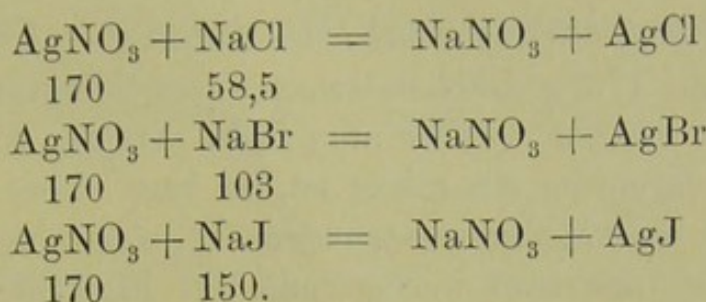 AgNO₃ + NaCl = NaNO₃ + AgCl
170 58,5
AgNO₃ + NaBr = NaNO₃ + AgBr
170 103
AgNO₃ + NaJ = NaNO₃ + AgJ
170 150.